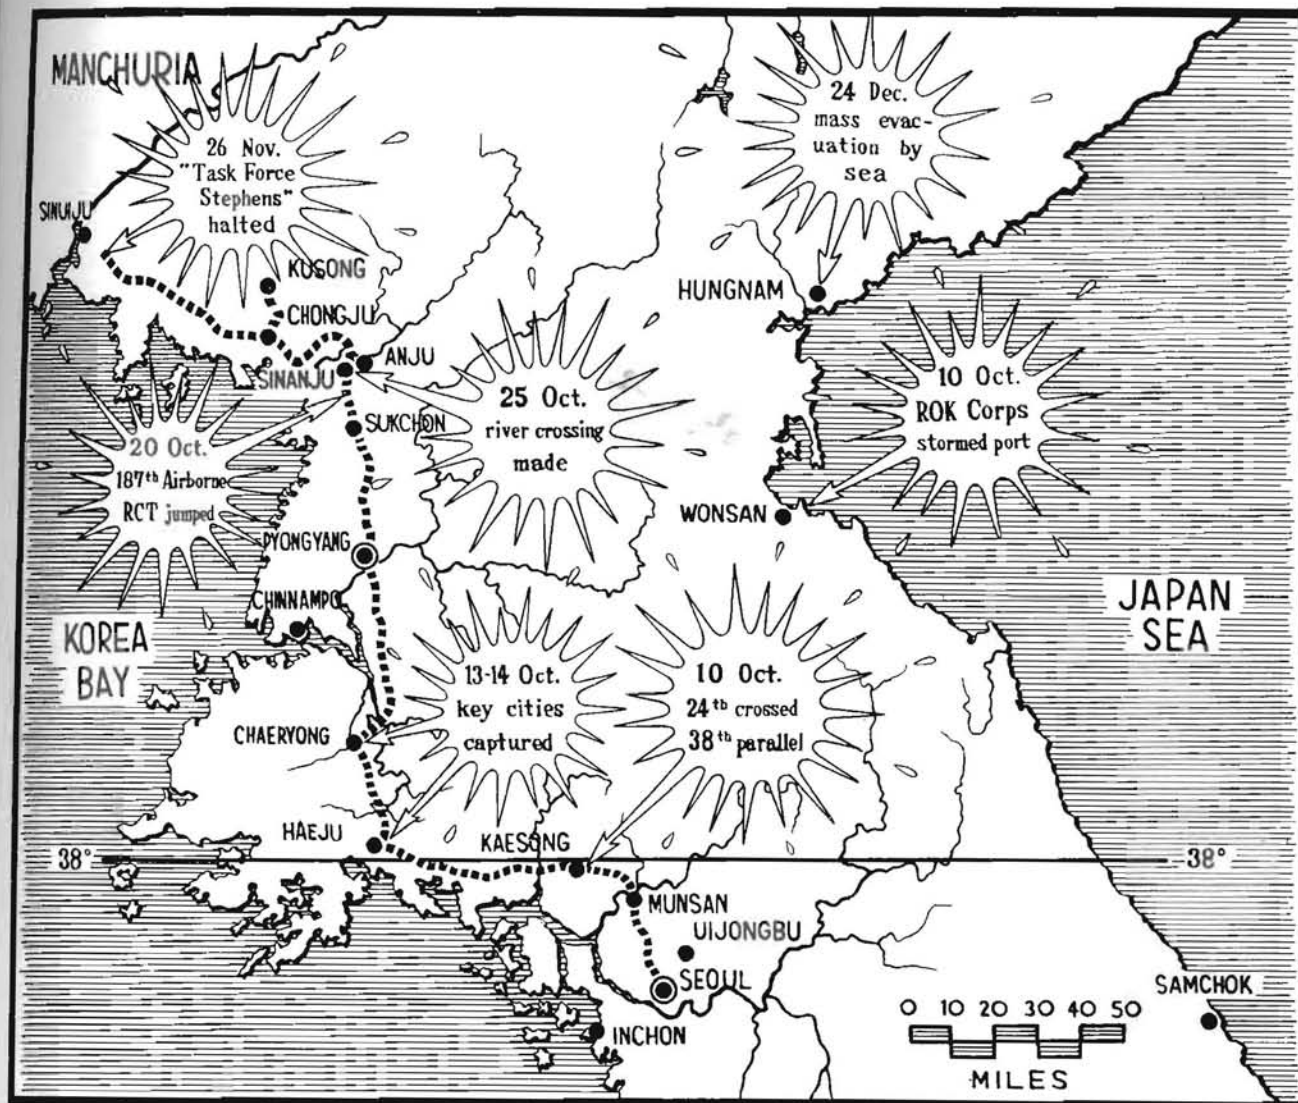 MANCHURIA
26 Nov.
"Task Force
Stephens"
halted
24 Dec.
mass evac-
uation by
sea
SINUIJU
KUSONG
HUNGNAM
CHONGJU
ANJU
SINANJU
25 Oct.
river crossing
made
10 Oct.
ROK Corps
stormed port
SUKCHON
20 Oct.
187th Airborne
RCT jumped
WONSAN
PYONGYANG
CHINNAMPO
JAPAN
SEA
KOREA
BAY
13-14 Oct.
key cities
captured
10 Oct.
24th crossed
38th parallel
CHAERYONG
HAEJU
KAESONG
38°
38°
MUNSAN
UIJONGBU
SEOUL
SAMCHOK
INCHON
0 10 20 30 40 50
MILES